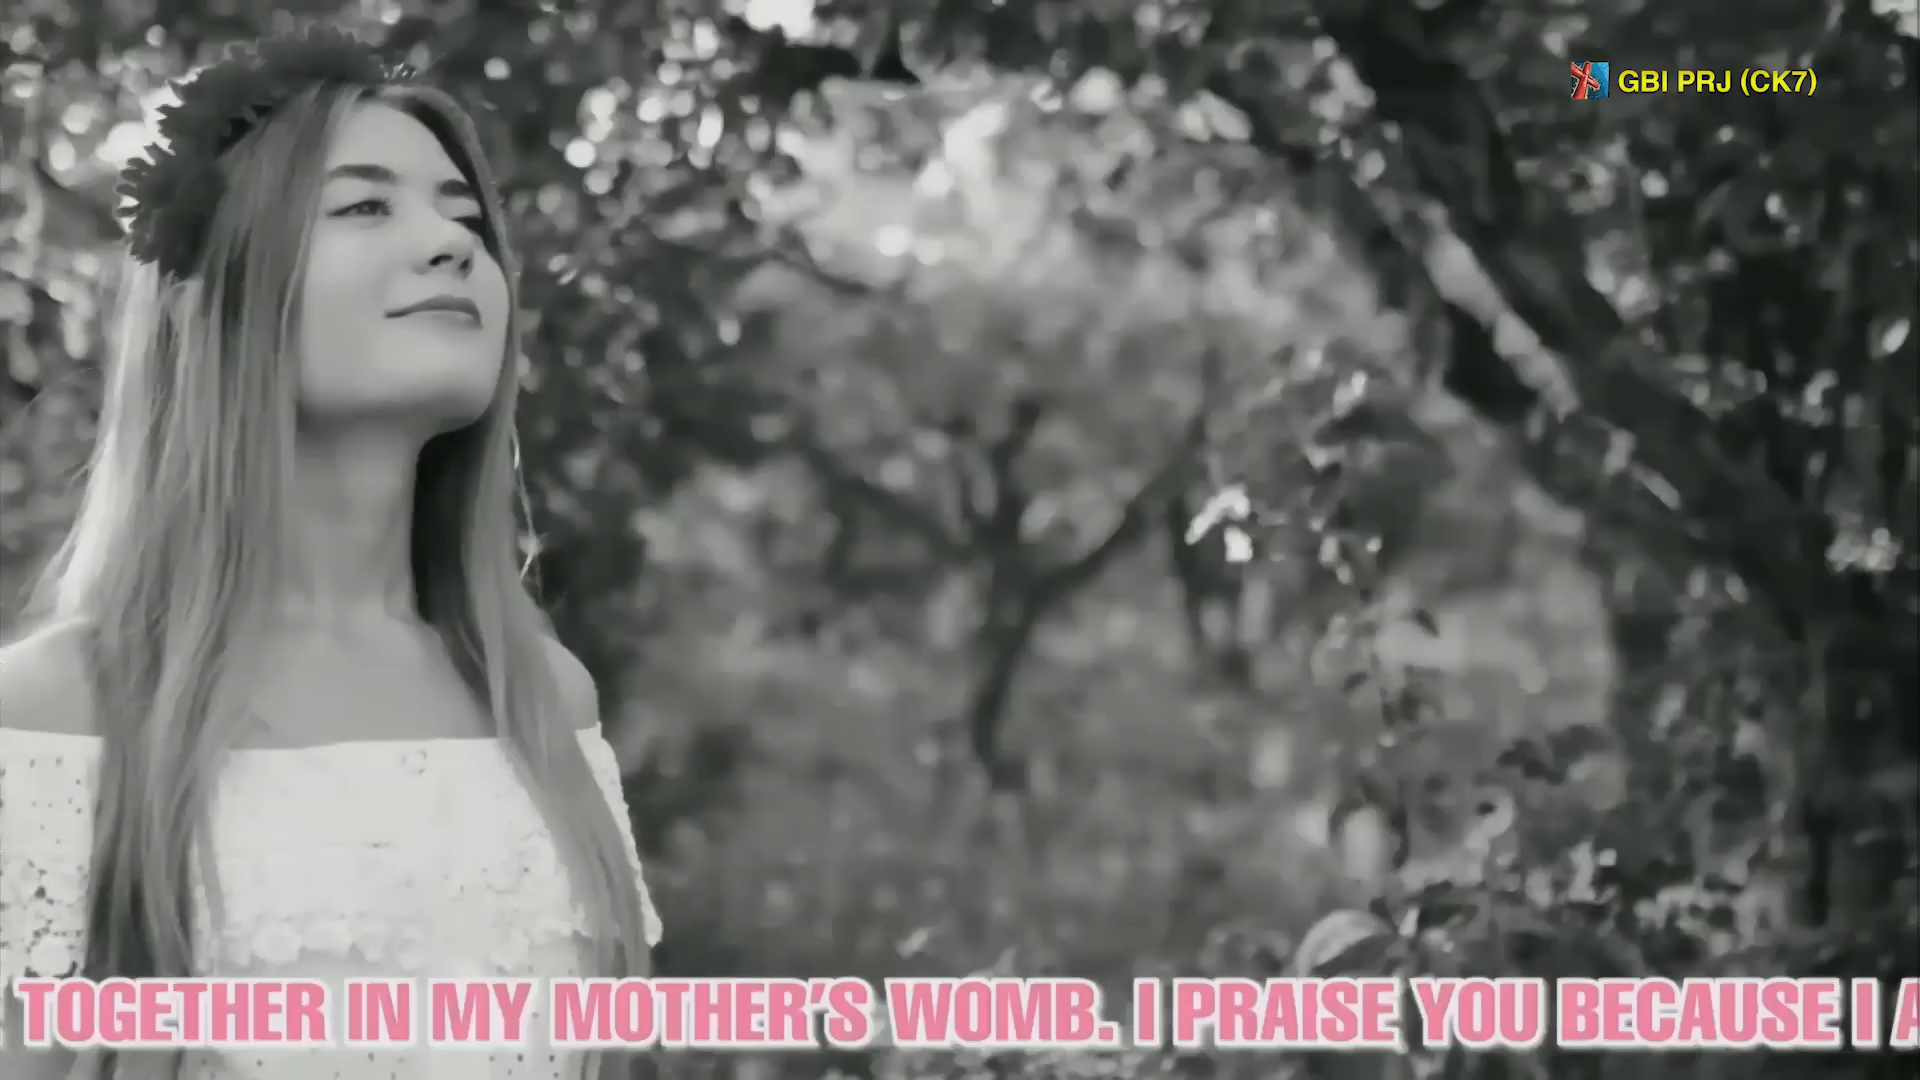 GBI PRJ (CK7)
TOGETHER IN MY MOTHER'S WOMB. I PRAISE YOU BECAUSE I